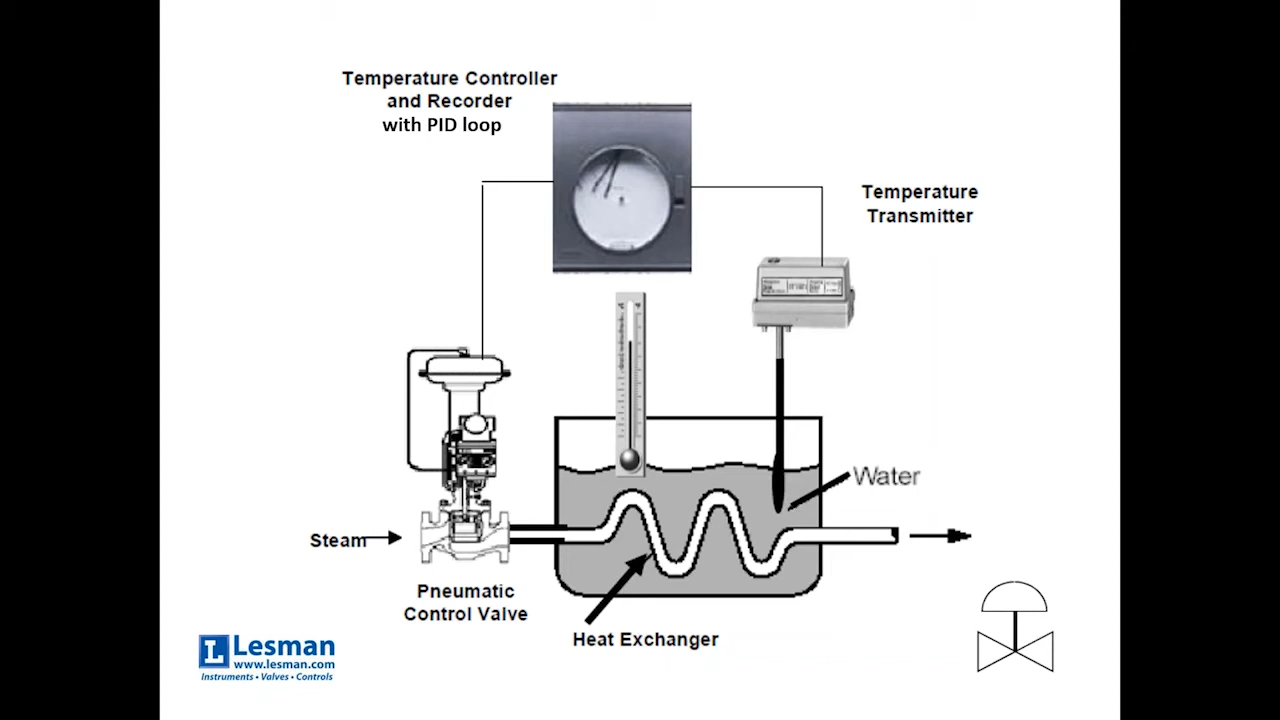 Temperature Controller
and Recorder
with PID loop
Temperature
Transmitter
Water
Steam
Pneumatic
Control Valve
Heat Exchanger
L Lesman
www.lesman.com
Instruments • Valves • Controls